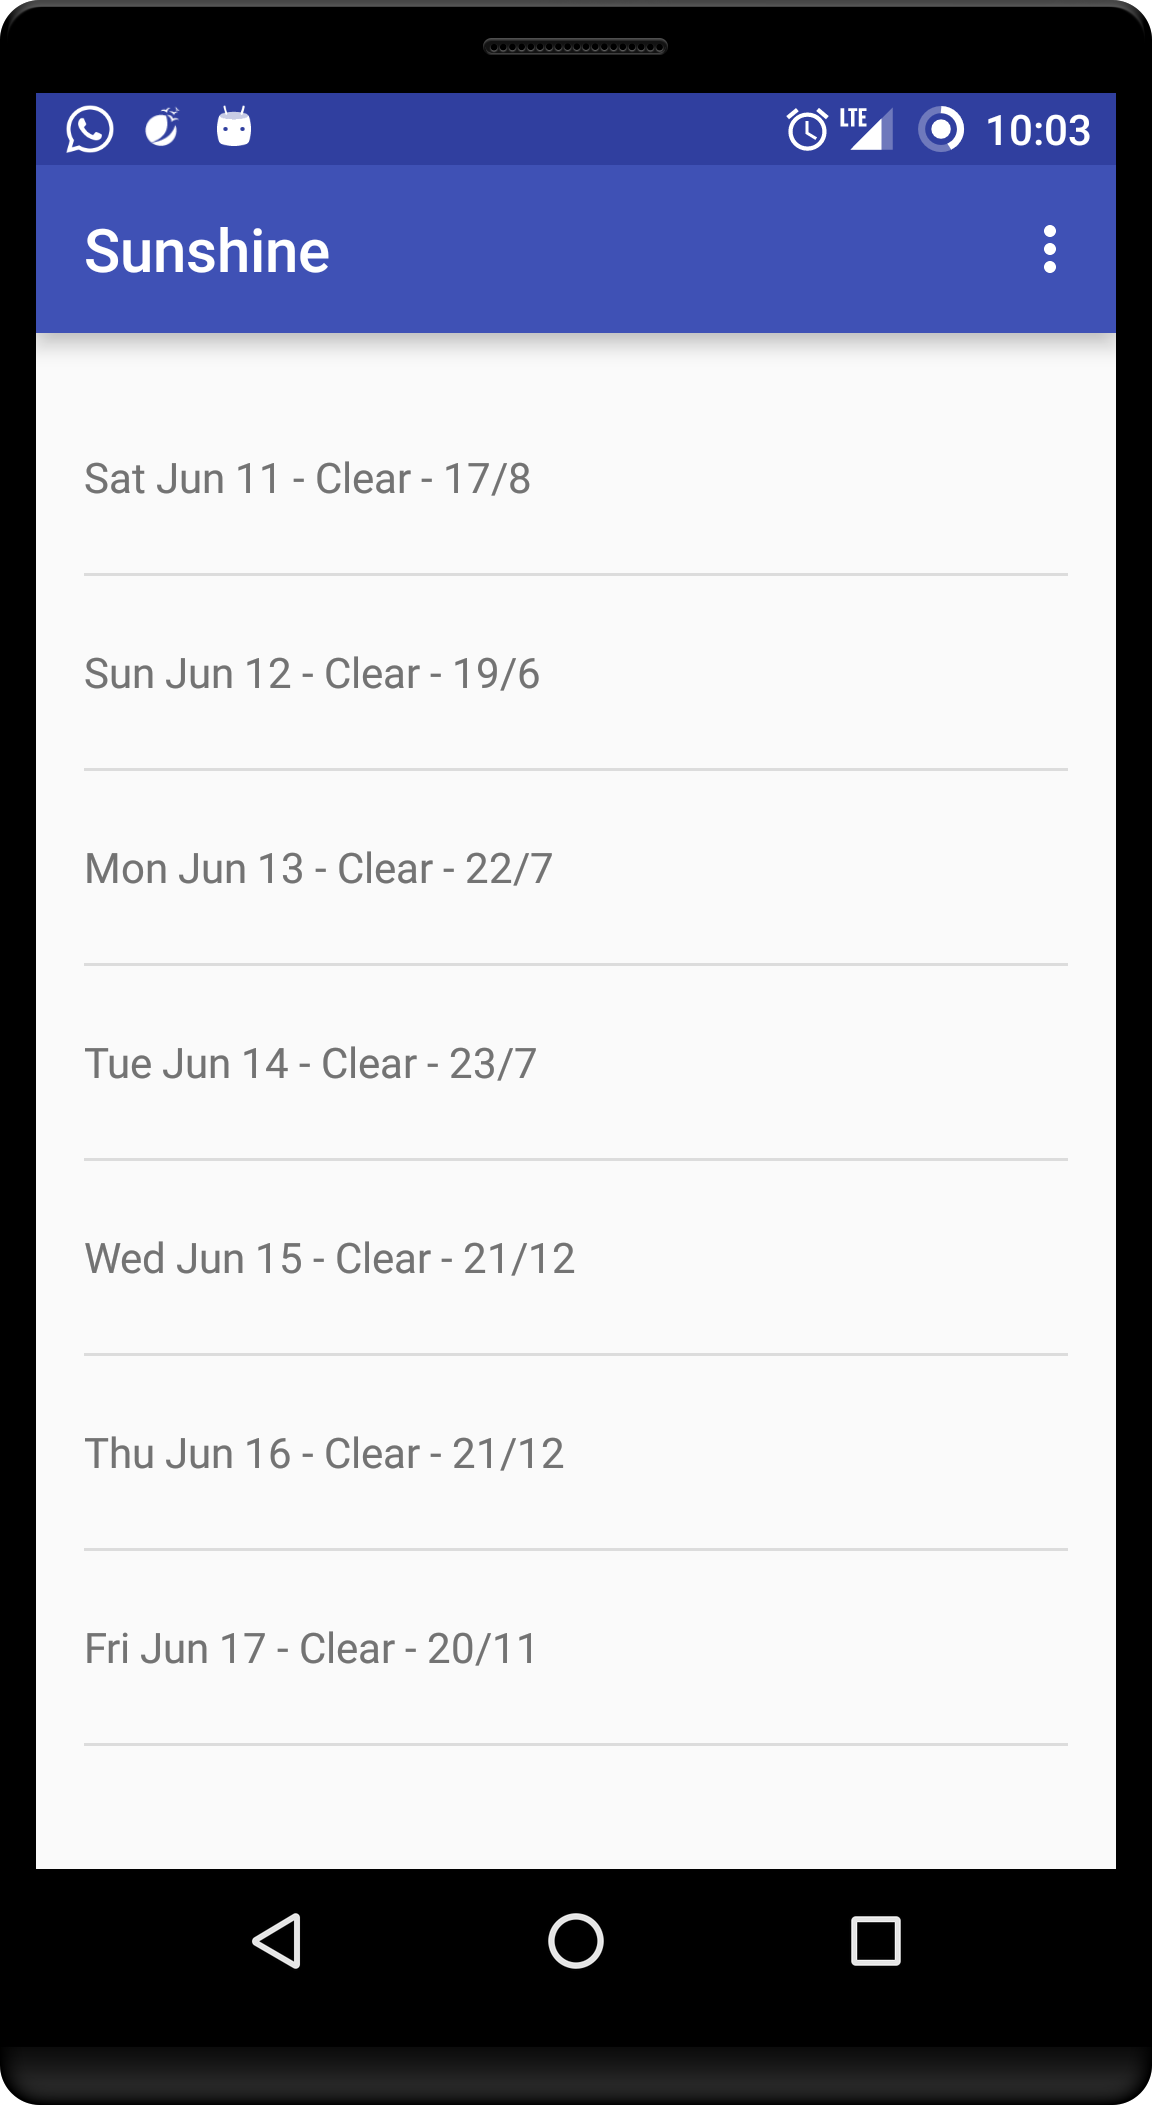 LTE 10:03
Sunshine
Sat Jun 11 - Clear - 17/8
Sun Jun 12 - Clear - 19/6
Mon Jun 13 - Clear - 22/7
Tue Jun 14 - Clear - 23/7
Wed Jun 15 - Clear - 21/12
Thu Jun 16 - Clear - 21/12
Fri Jun 17 - Clear - 20/11